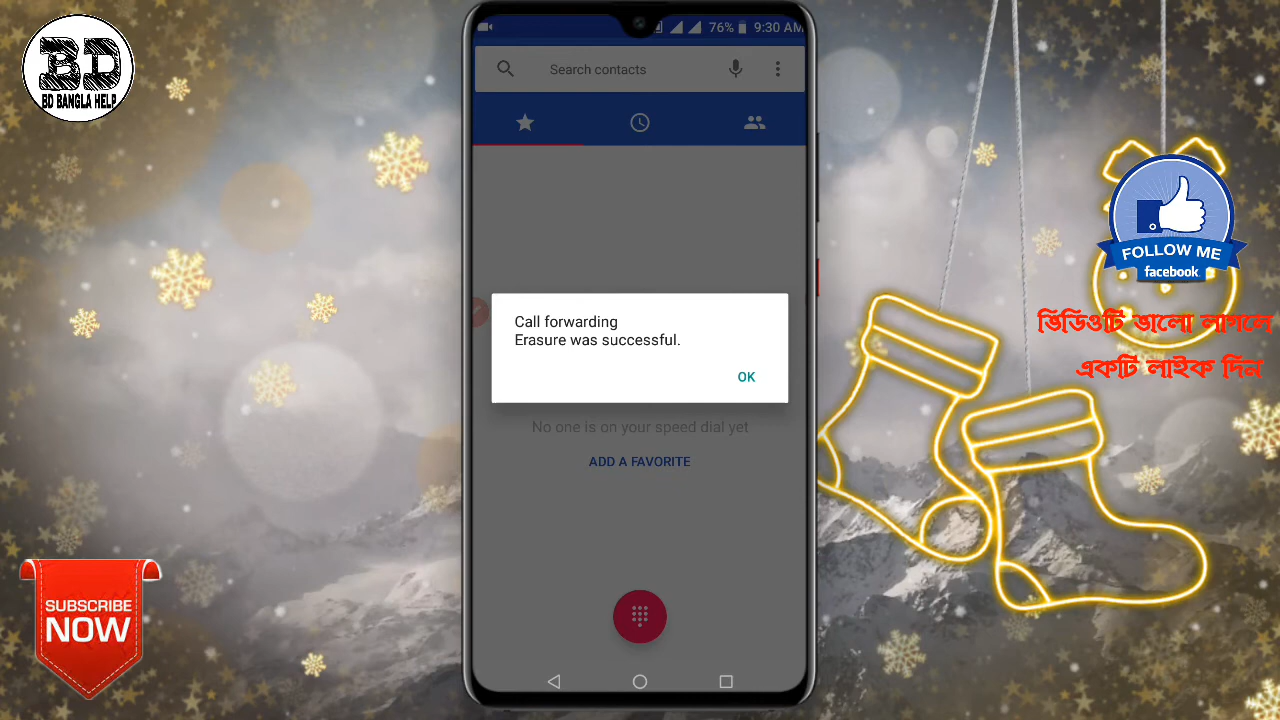 BD
BD BANGLA HELP
76% 9:30 AM
Search contacts
Call forwarding
Erasure was successful.
OK
No one is on your speed dial yet
ADD A FAVORITE
FOLLOW ME
facebook
ভিডিওটি ভালো লাগলে
একটি লাইক দিন
SUBSCRIBE
NOW